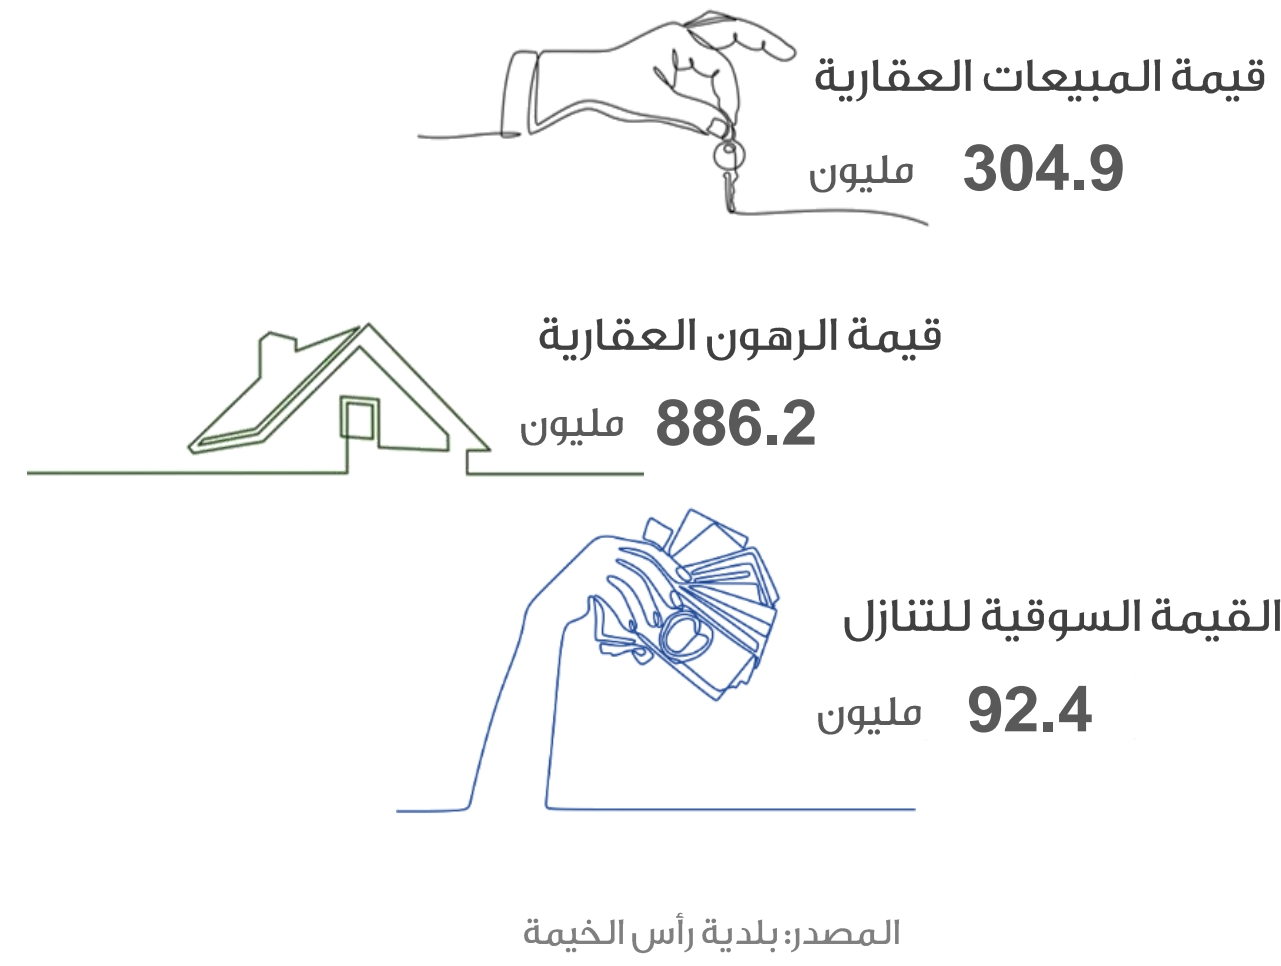 قيمة المبيعات العقارية
304.9 مليون
قيمة الرهون العقارية
886.2 مليون
القيمة السوقية للتنازل
92.4 مليون
المصدر: بلدية رأس الخيمة